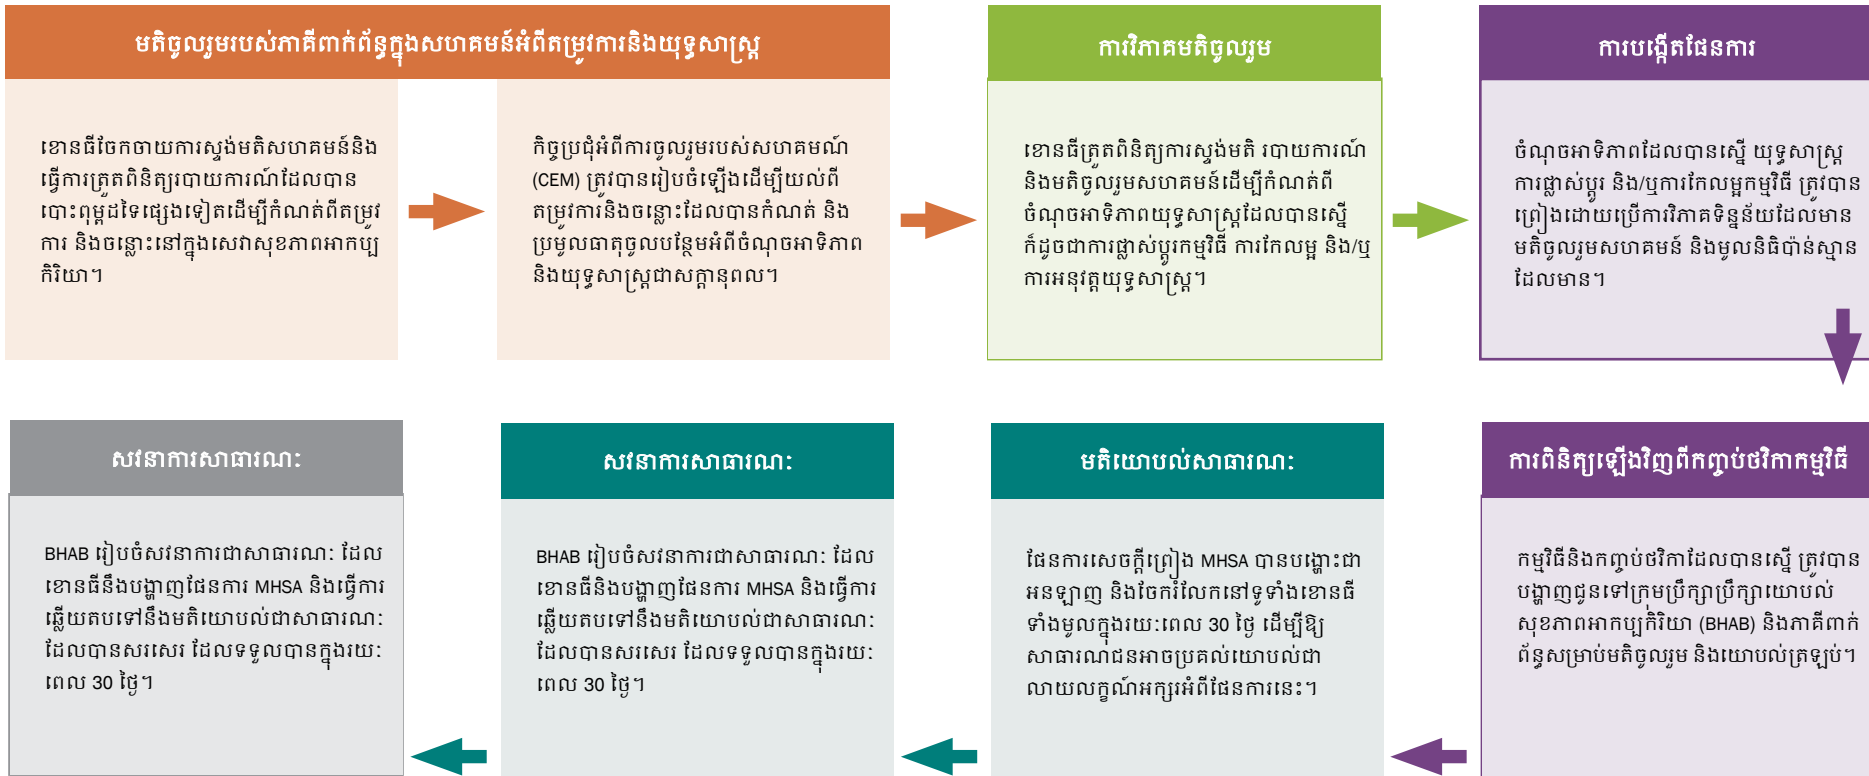 មតិចូលរួមរបស់ភាគីពាក់ព័ន្ធក្នុងសហគមន៍អំពីតម្រូវការនិងយុទ្ធសាស្ត្រ
ខោនធីចែកចាយការស្ទង់មតិសហគមន៍និង
ធ្វើការត្រួតពិនិត្យរបាយការណ៍ដែលបាន
បោះពុម្ពដទៃផ្សេងទៀតដើម្បីកំណត់ពីតម្រូវ
ការ និងចន្លោះនៅក្នុងសេវាសុខភាពអាកប្ប
កិរិយា។
កិច្ចប្រជុំអំពីការចូលរួមរបស់សហគមណ៍
(CEM) ត្រូវបានរៀបចំឡើងដើម្បីយល់ពី
តម្រូវការនិងចន្លោះដែលបានកំណត់ និង
ប្រមូលធាតុចូលបន្ថែមអំពីចំណុចអាទិភាព
និងយុទ្ធសាស្ត្រជាសក្តានុពល។
ការវិភាគមតិចូលរួម
ខោនធីត្រួតពិនិត្យការស្ទង់មតិ របាយការណ៍
និងមតិចូលរួមសហគមន៍ដើម្បីកំណត់ពី
ចំណុចអាទិភាពយុទ្ធសាស្ត្រដែលបានស្នើ
ក៏ដូចជាការផ្លាស់ប្តូរកម្មវិធី ការកែលម្អ និង/ឬ
ការអនុវត្តយុទ្ធសាស្ត្រ។
ការបង្កើតផែនការ
ចំណុចអាទិភាពដែលបានស្នើ យុទ្ធសាស្ត្រ
ការផ្លាស់ប្តូរ និង/ឬការកែលម្អកម្មវិធី ត្រូវបាន
ព្រៀងដោយប្រើការវិភាគទិន្នន័យដែលមាន
មតិចូលរួមសហគមន៍ និងមូលនិធិប៉ាន់ស្មាន
ដែលមាន។
ការពិនិត្យឡើងវិញពីកញ្ចប់ថវិកាកម្មវិធី
កម្មវិធីនិងកញ្ចប់ថវិកាដែលបានស្នើ ត្រូវបាន
បង្ហាញជូនទៅក្រុមប្រឹក្សាប្រឹក្សាយោបល់
សុខភាពអាកប្បកិរិយា (BHAB) និងភាគីពាក់
ព័ន្ធសម្រាប់មតិចូលរួម និងយោបល់ត្រឡប់។
មតិយោបល់សាធារណៈ
ផែនការសេចក្តីព្រៀង MHSA បានបង្ហោះជា
អនឡាញ និងចែករំលែកនៅទូទាំងខោនធី
ទាំងមូលក្នុងរយៈពេល 30 ថ្ងៃ ដើម្បីឱ្យ
សាធារណជនអាចប្រគល់យោបល់ជា
លាយលក្ខណ៍អក្សរអំពីផែនការនេះ។
សវនាការសាធារណៈ
BHAB រៀបចំសវនាការជាសាធារណៈ ដែល
ខោនធីនិងបង្ហាញផែនការ MHSA និងធ្វើការ
ឆ្លើយតបទៅនឹងមតិយោបល់ជាសាធារណៈ
ដែលបានសរសេរ ដែលទទួលបានក្នុងរយៈ
ពេល 30 ថ្ងៃ។
សវនាការសាធារណៈ
BHAB រៀបចំសវនាការជាសាធារណៈ ដែល
ខោនធីនឹងបង្ហាញផែនការ MHSA និងធ្វើការ
ឆ្លើយតបទៅនឹងមតិយោបល់ជាសាធារណៈ
ដែលបានសរសេរ ដែលទទួលបានក្នុងរយៈ
ពេល 30 ថ្ងៃ។